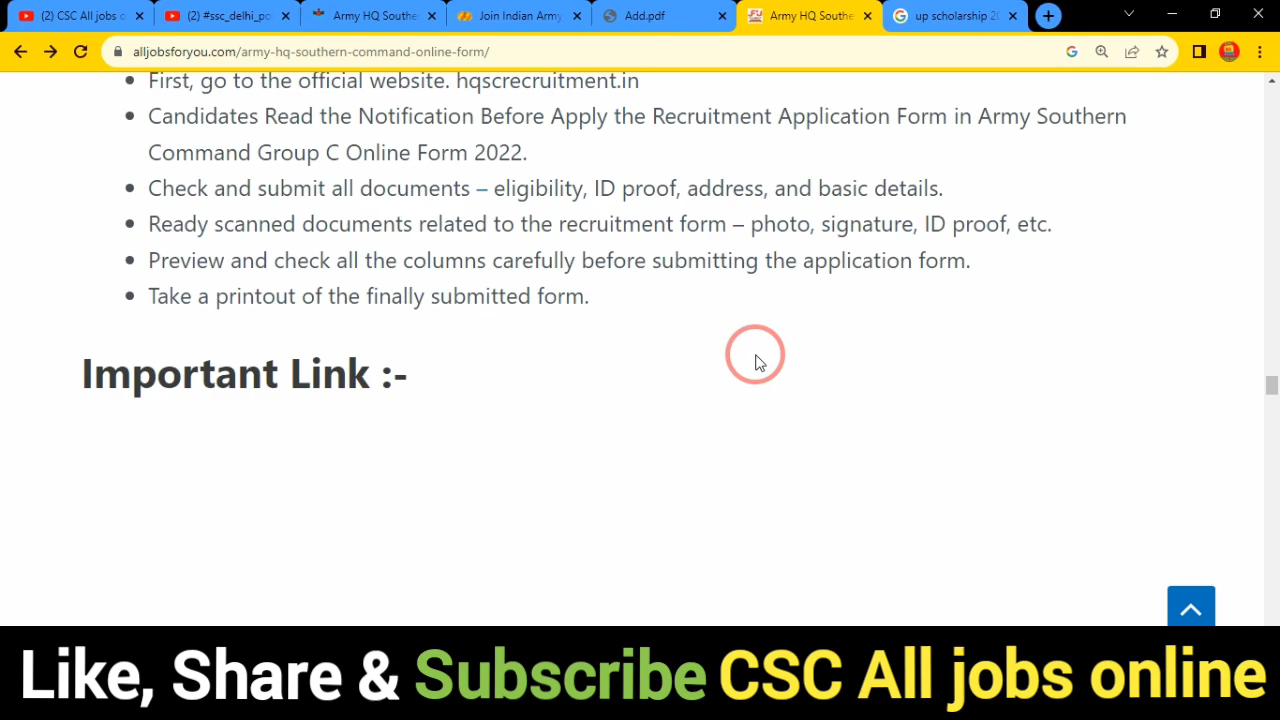 (2) CSC All jobs o
(2) #ssc_delhi_po
Army HQ Southe
Join Indian Army
Add.pdf
Army HQ Southe
up scholarship 20
alljobsforyou.com/army-hq-southern-command-online-form/
First, go to the official website. hqscrecruitment.in
Candidates Read the Notification Before Apply the Recruitment Application Form in Army Southern
Command Group C Online Form 2022.
Check and submit all documents – eligibility, ID proof, address, and basic details.
Ready scanned documents related to the recruitment form – photo, signature, ID proof, etc.
Preview and check all the columns carefully before submitting the application form.
Take a printout of the finally submitted form.
Important Link :-
Like, Share & Subscribe CSC All jobs online